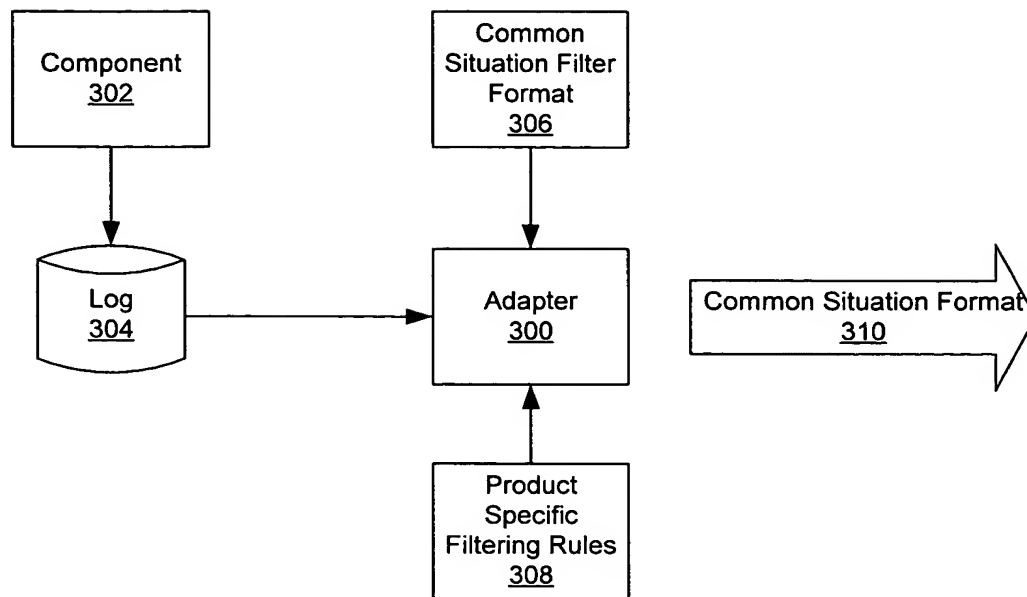 Component
302
Common
Situation Filter
Format
306
Log
304
Adapter
300
Common Situation Format
310
Product
Specific
Filtering Rules
308